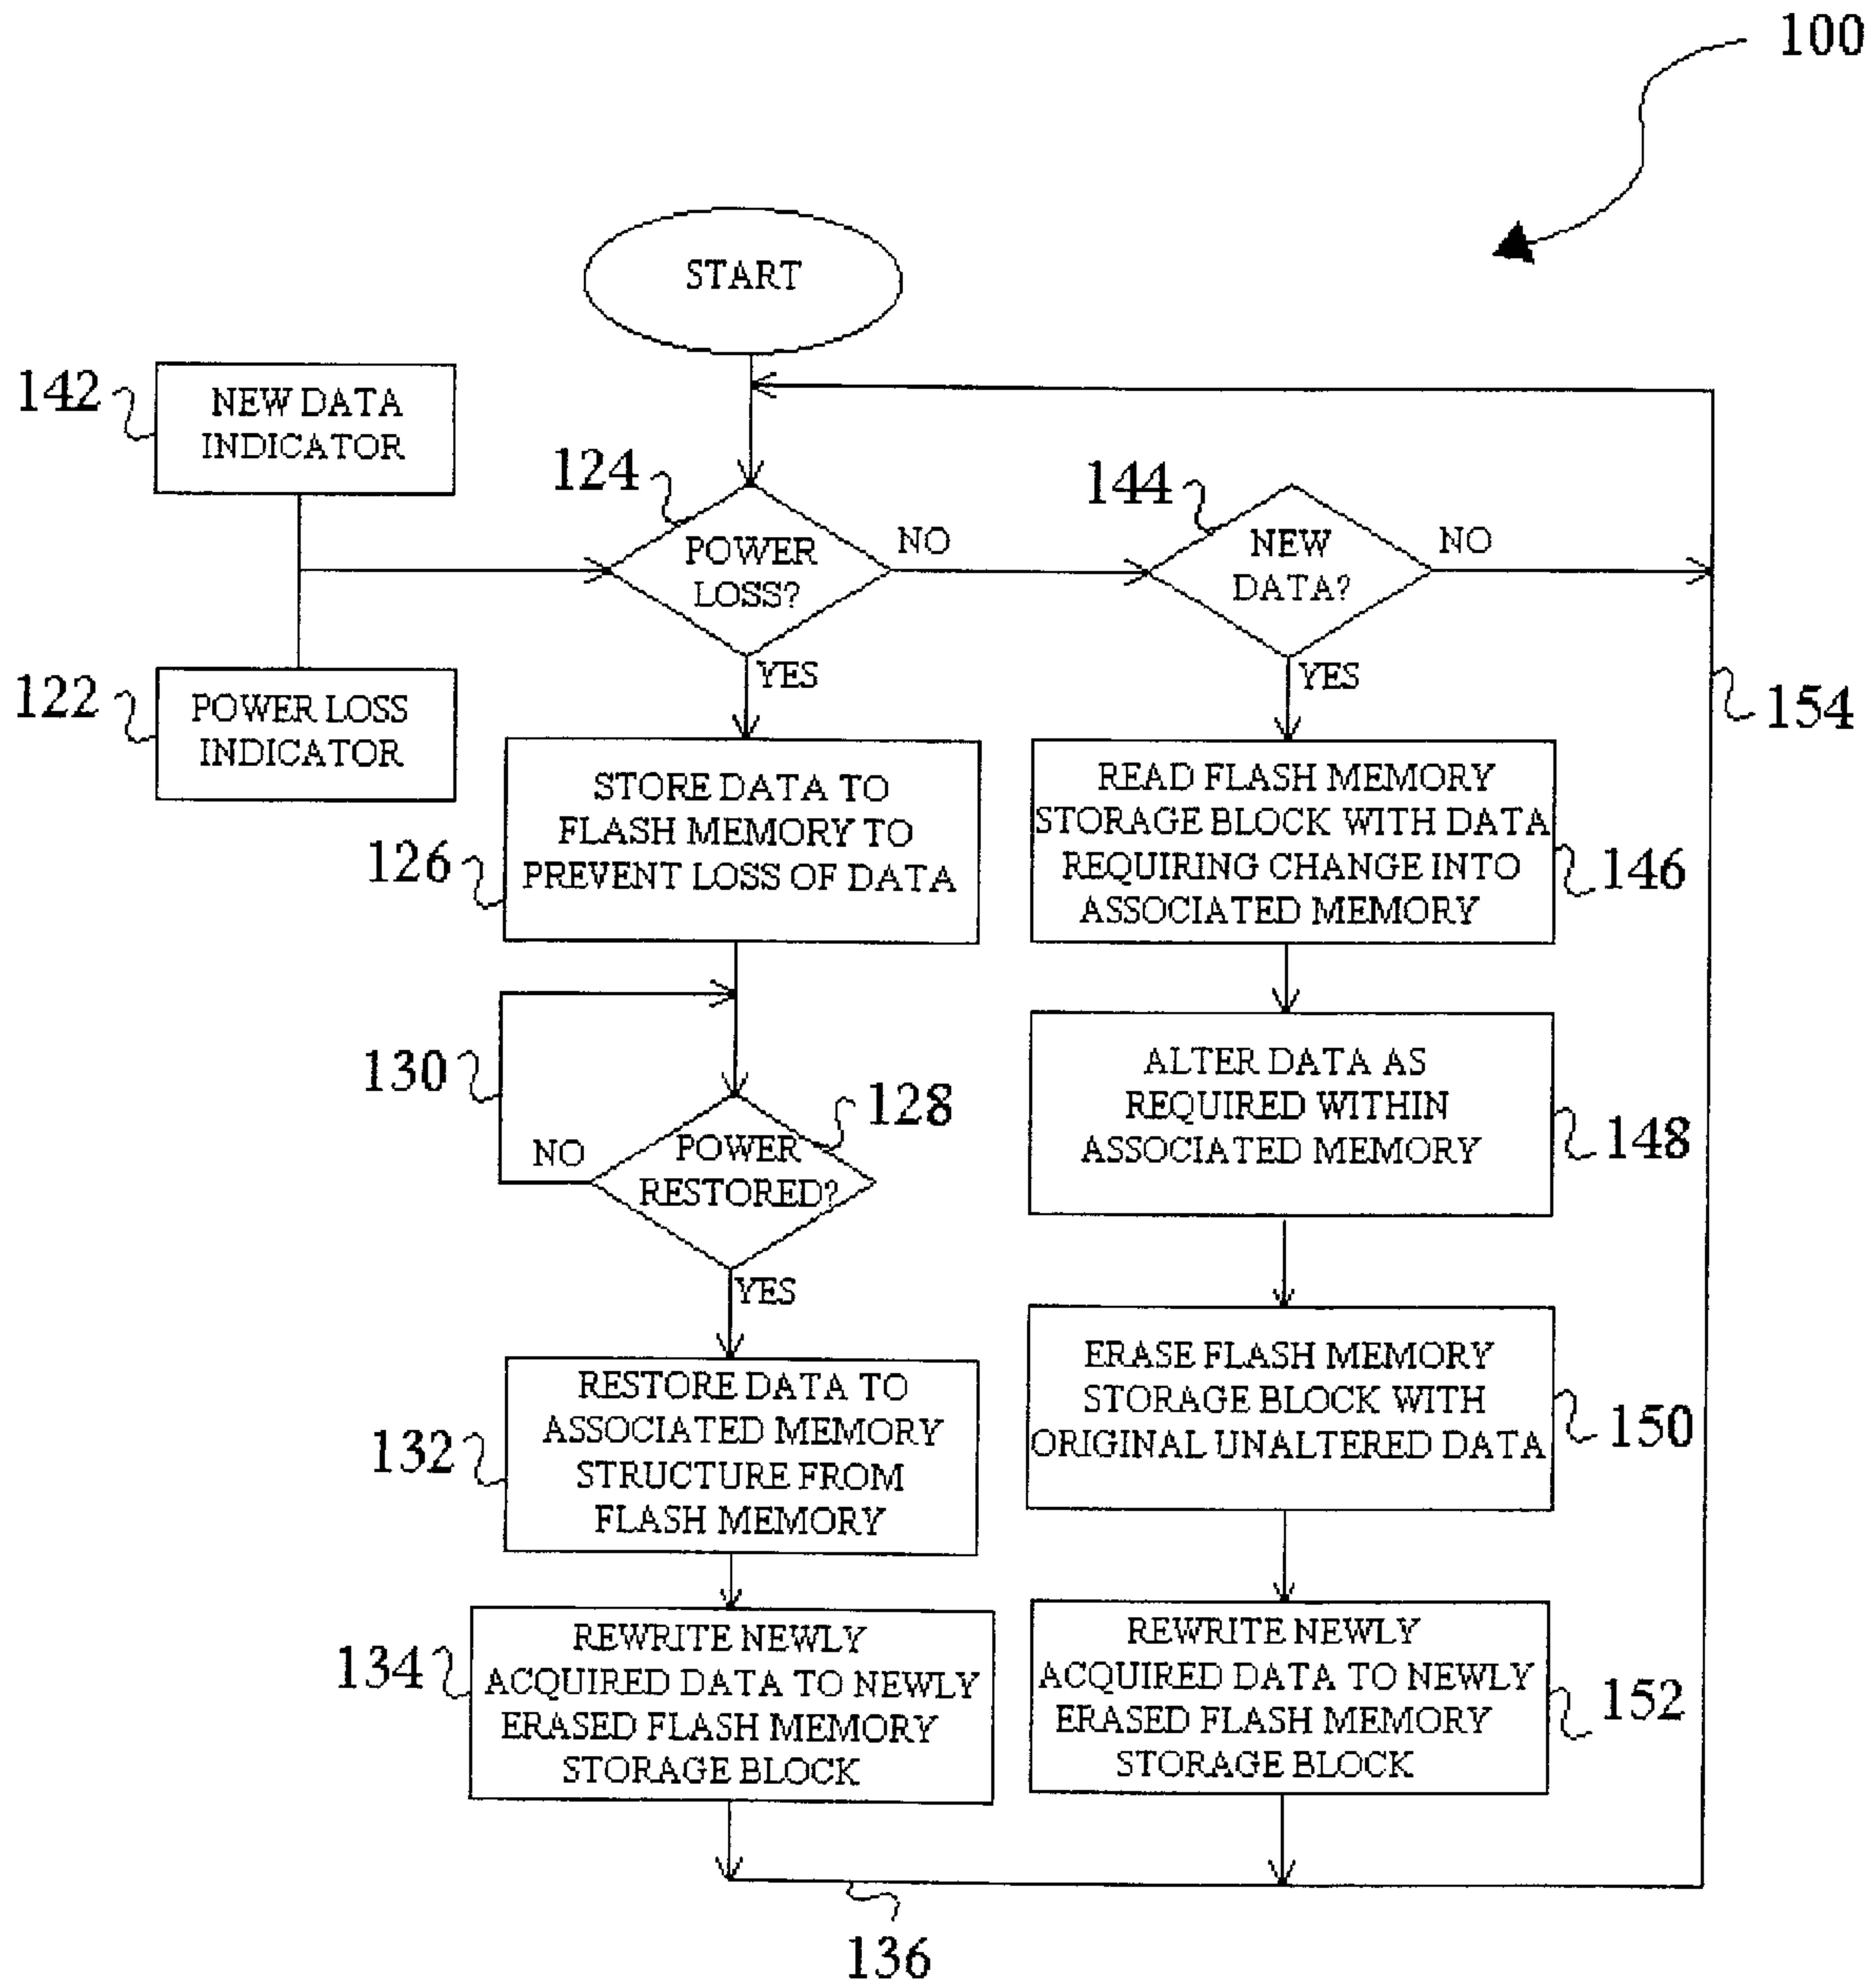 100
START
142
NEW DATA
INDICATOR
124
POWER
LOSS?
NO
144
NEW
DATA?
NO
122
POWER LOSS
INDICATOR
YES
YES
154
STORE DATA TO
FLASH MEMORY TO
PREVENT LOSS OF DATA
126
READ FLASH MEMORY
STORAGE BLOCK WITH DATA
REQUIRING CHANGE INTO
ASSOCIATED MEMORY
146
130
128
NO
POWER
RESTORED?
YES
ALTER DATA AS
REQUIRED WITHIN
ASSOCIATED MEMORY
148
132
RESTORE DATA TO
ASSOCIATED MEMORY
STRUCTURE FROM
FLASH MEMORY
ERASE FLASH MEMORY
STORAGE BLOCK WITH
ORIGINAL UNALTERED DATA
150
134
REWRITE NEWLY
ACQUIRED DATA TO NEWLY
ERASED FLASH MEMORY
STORAGE BLOCK
REWRITE NEWLY
ACQUIRED DATA TO NEWLY
ERASED FLASH MEMORY
STORAGE BLOCK
152
136